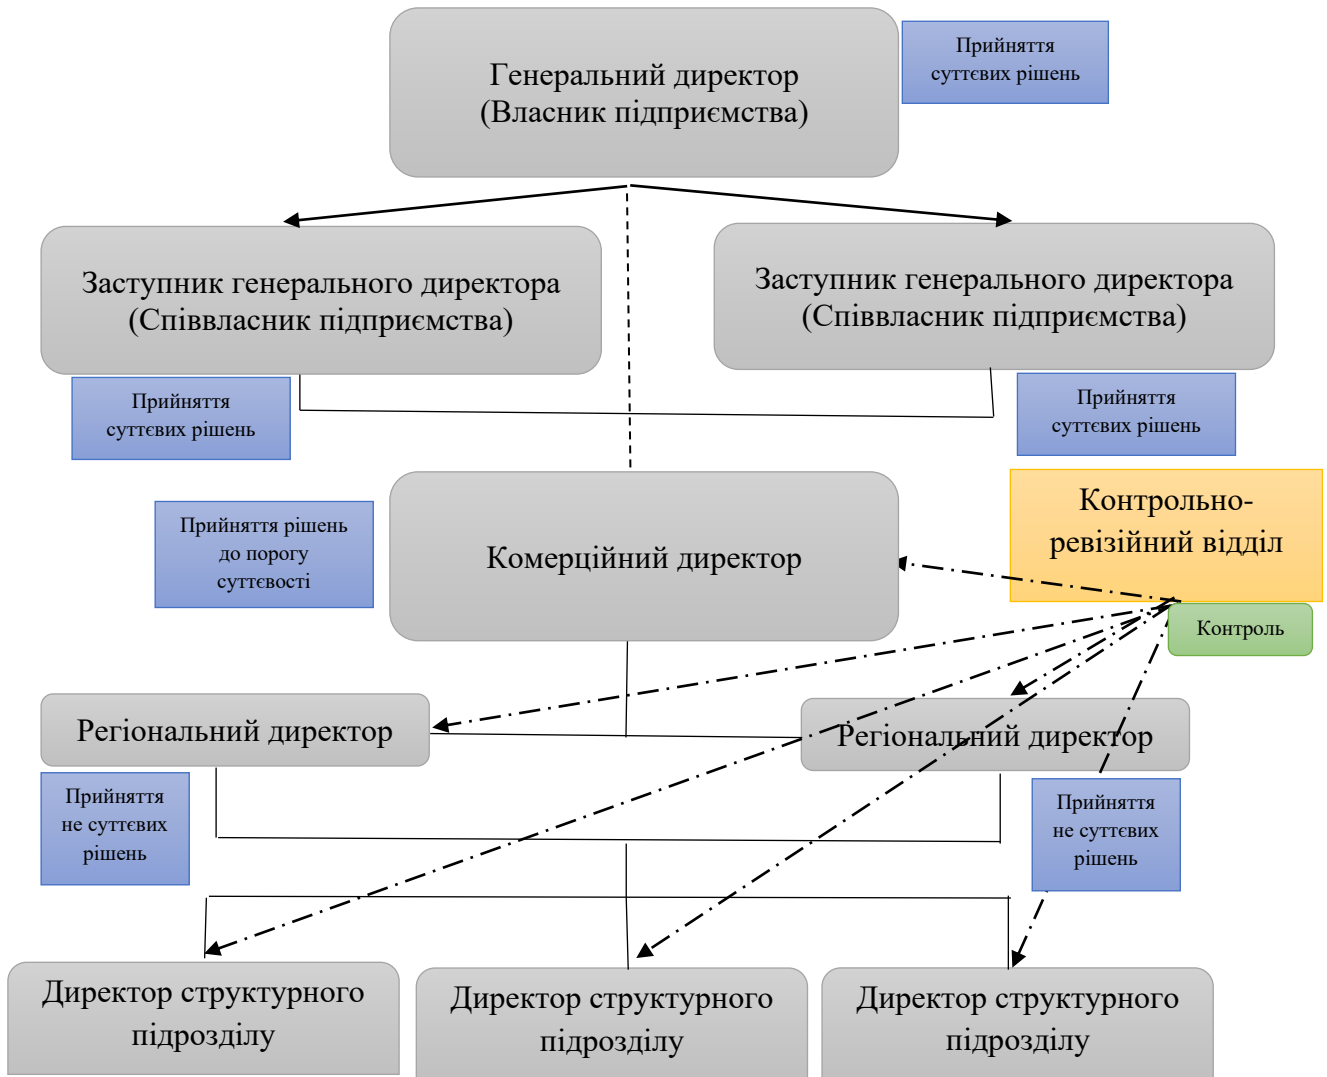 Генеральний директор
(Власник підприємства)
Прийняття
суттєвих рішень
Заступник генерального директора
(Співвласник підприємства)
Заступник генерального директора
(Співвласник підприємства)
Прийняття
суттєвих рішень
Прийняття
суттєвих рішень
Прийняття рішень
до порогу
суттєвості
Комерційний директор
Контрольно-
ревізійний відділ
Контроль
Регіональний директор
Регіональний директор
Прийняття
не суттєвих
рішень
Прийняття
не суттєвих
рішень
Директор структурного
підрозділу
Директор структурного
підрозділу
Директор структурного
підрозділу